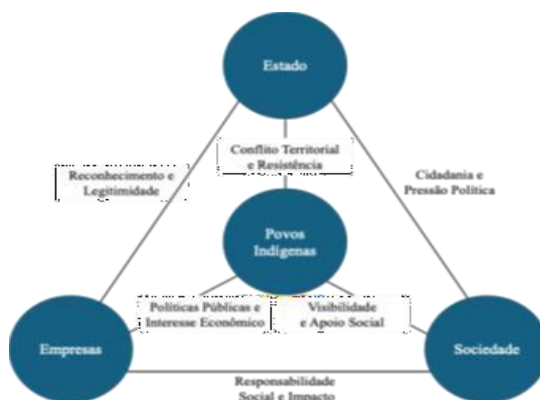 Estado
Conflito Territorial
e Resistência
Reconhecimento e
Legitimidade
Cidadania e
Pressão Política
Povos
Indígenas
Políticas Públicas e
Interesse Econômico
Visibilidade
e Apoio Social
Empresas
Sociedade
Responsabilidade
Social e Impacto